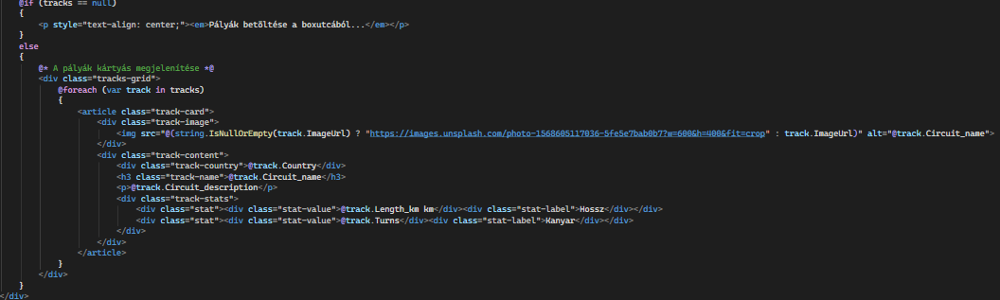 @if (tracks == null)
{
<p style="text-align: center;"><em>Pályák betöltése a boxutcából...</em></p>
}
else
{
@* A pályák kártyás megjelenítése *@
<div class="tracks-grid">
@foreach (var track in tracks)
{
<article class="track-card">
<div class="track-image">
<img src="@(string.IsNullOrEmpty(track.ImageUrl) ? "https://images.unsplash.com/photo-1568605117036-5fe5e7bab0b7?w=600&h=400&fit=crop" : track.ImageUrl)" alt="@track.Circuit_name">
</div>
<div class="track-content">
<div class="track-country">@track.Country</div>
<h3 class="track-name">@track.Circuit_name</h3>
<p>@track.Circuit_description</p>
<div class="track-stats">
<div class="stat"><div class="stat-value">@track.Length_km km</div><div class="stat-label">Hossz</div></div>
<div class="stat"><div class="stat-value">@track.Turns</div><div class="stat-label">Kanyar</div></div>
</div>
</div>
</article>
}
</div>
}
</div>